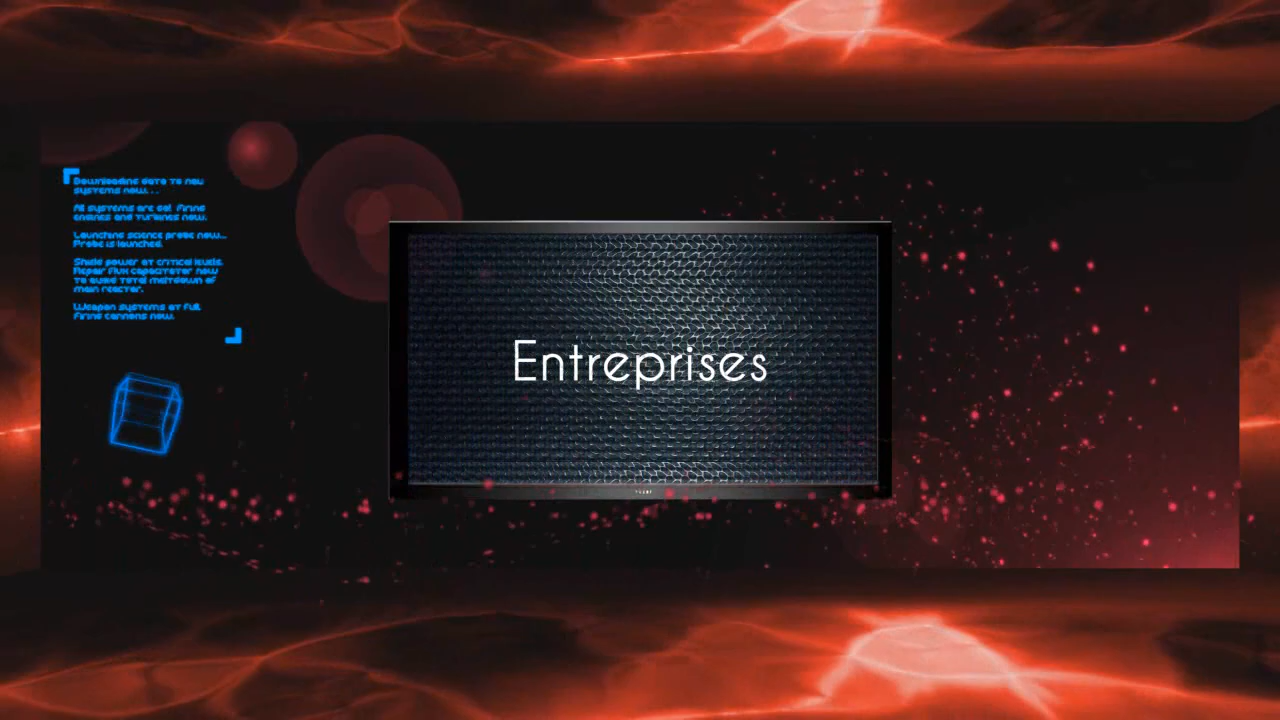 Downloading data to new
systems now...
All systems are go! Firing
engines and turbines now.
Launching science probe now...
Probe is launched.
Shield power at critical levels.
Repair flux capacitator now
to avoid total meltdown of
main reactor.
Weapon systems at full
Firing cannons now.
Entreprises